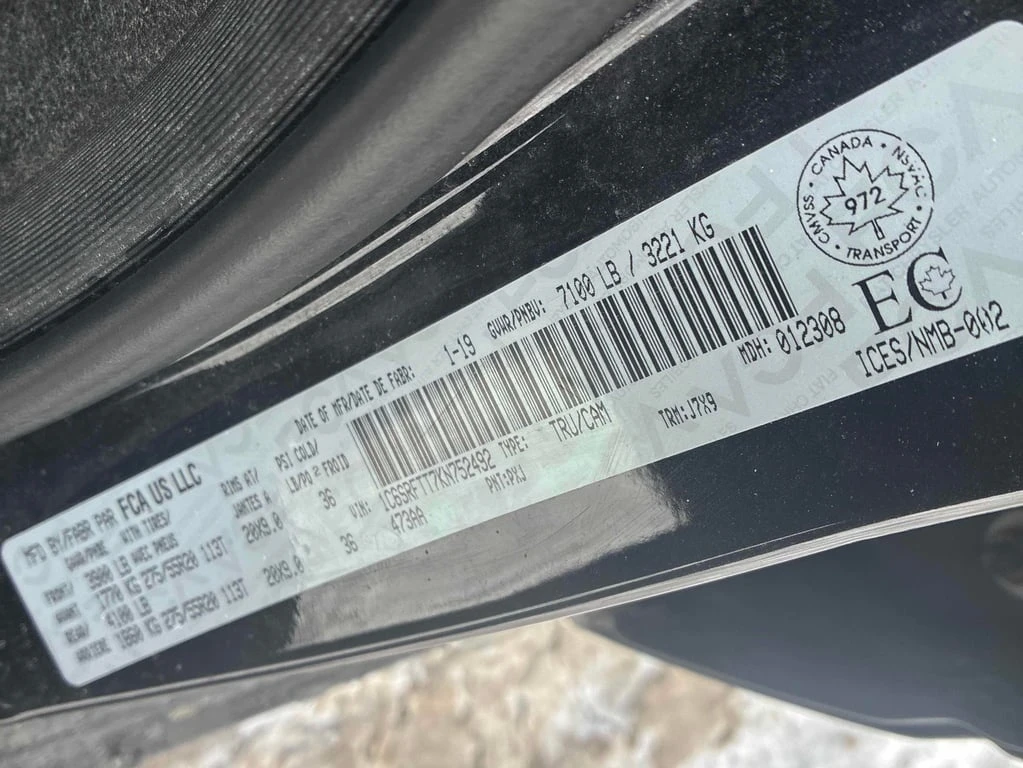 MFD BY/FABR PAR FCA US LLC
DATE OF MFR/DATE DE FABR: 1-19
GVWR/PNBV: 7100 LB / 3221 KG
GAWR/PNBE WITH TIRES/ RIMS AT/ PSI COLD/
FRONT/ 3900 LB AVEC PNEUS JANTES A LB/PO 2 FROID
AVANT 1770 KG 275/55R20 113T 20X9.0 36
REAR/ 4100 LB
ARRIERE 1860 KG 275/55R20 113T 20X9.0 36
VIN: 1C6SRFTT7KN752492 TYPE: TRU/CAM
MDH: 012308
473AA PNT:PXJ TRM:J7X9
CMVSS · CANADA · NSVAC · TRANSPORT ·
972
EC
ICES/NMB-002